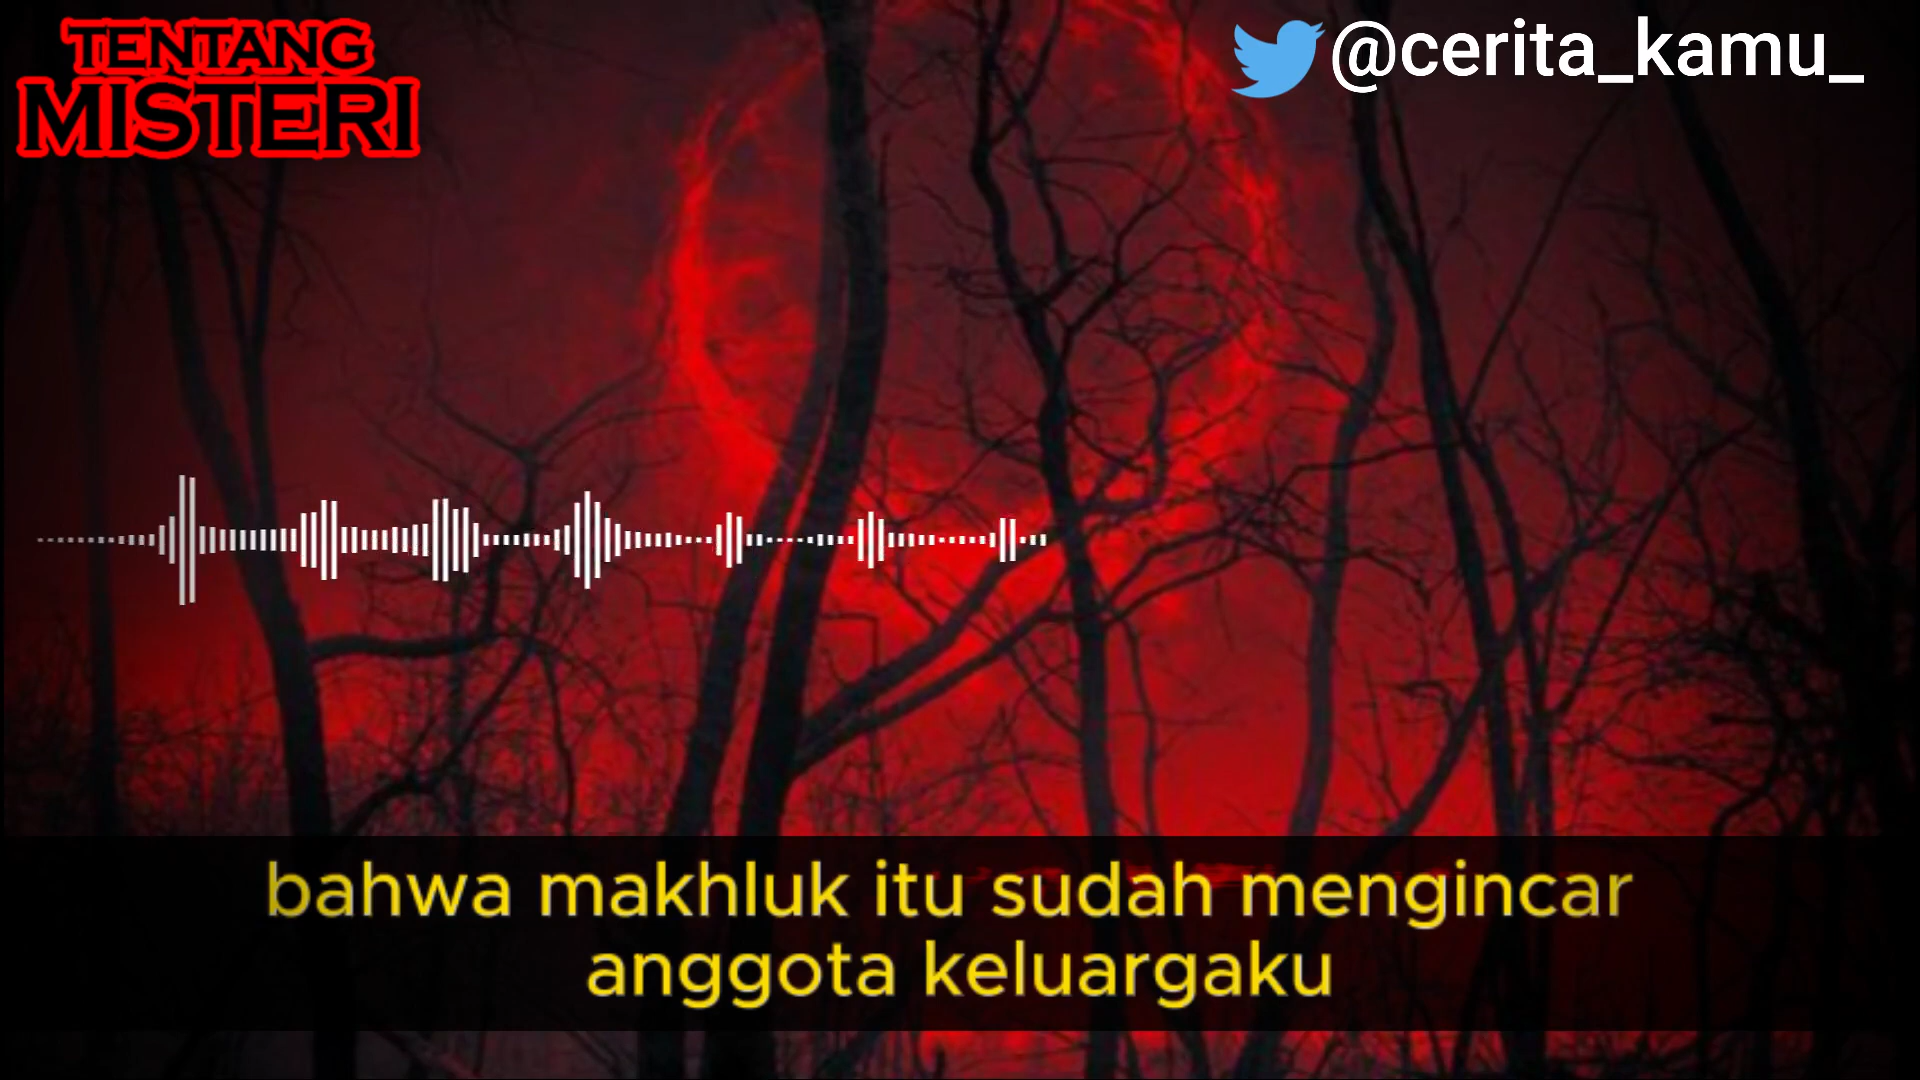 TENTANG
MISTERI
@cerita_kamu_
bahwa makhluk itu sudah mengincar
anggota keluargaku